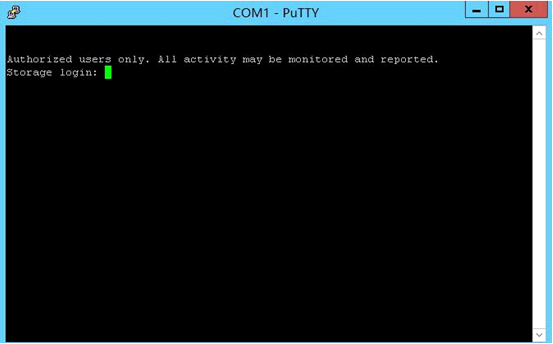 COM1 - PuTTY
Authorized users only. All activity may be monitored and reported.
Storage login: